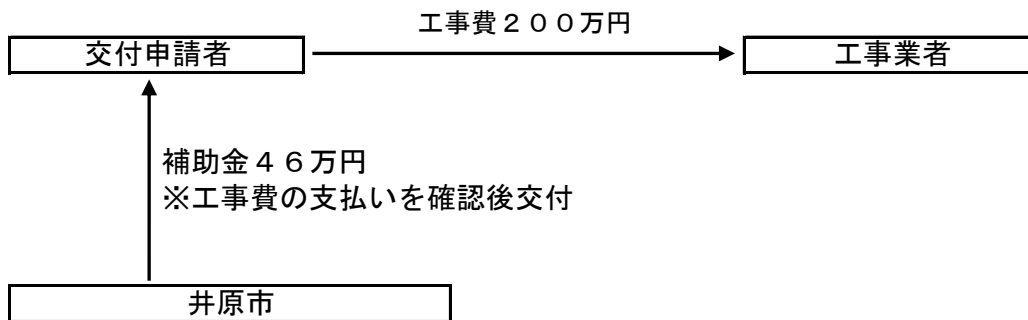 工事費２００万円
交付申請者
工事業者
補助金４６万円
※工事費の支払いを確認後交付
井原市